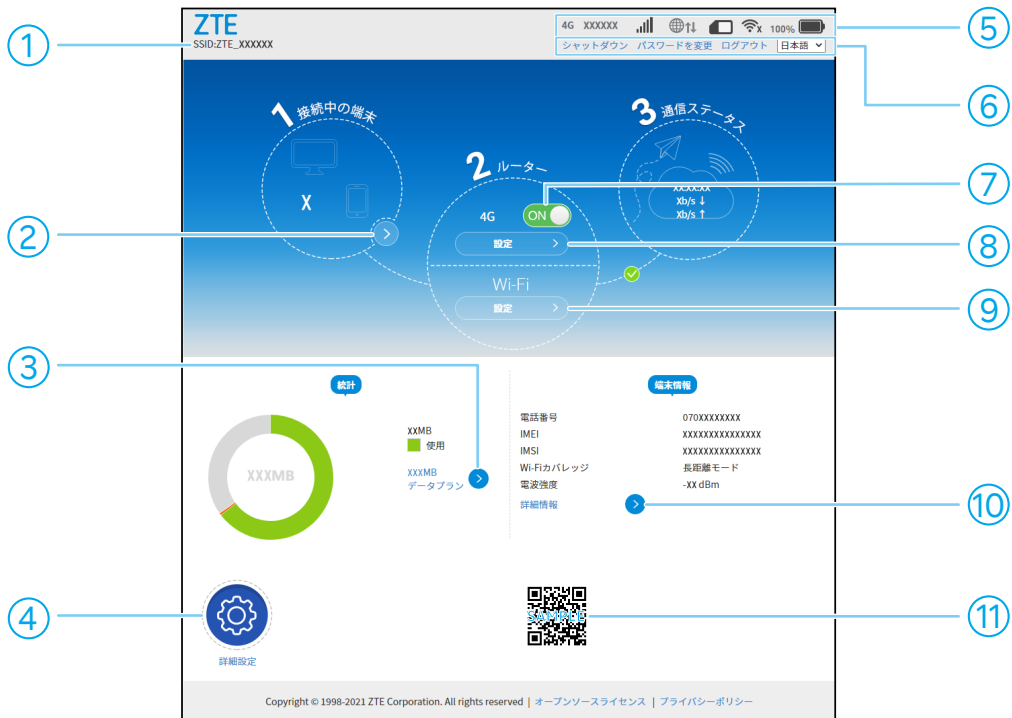 ZTE
SSID:ZTE_XXXXXX
4G XXXXXX 100%
シャットダウン パスワードを変更 ログアウト 日本語
① ② ③ ④ ⑤ ⑥ ⑦ ⑧ ⑨ ⑩ ⑪
1 接続中の端末
X
2 ルーター
4G ON
設定
Wi-Fi
設定
3 通信ステータス
XX:XX:XX
Xb/s ↓
Xb/s ↑
統計
XXXMB
XXMB
使用
XXXMB
データプラン
端末情報
電話番号 070XXXXXXXX
IMEI XXXXXXXXXXXXXXX
IMSI XXXXXXXXXXXXXXX
Wi-Fiカバレッジ 長距離モード
電波強度 -XX dBm
詳細情報
詳細設定
SAMPLE
Copyright © 1998-2021 ZTE Corporation. All rights reserved | オープンソースライセンス | プライバシーポリシー